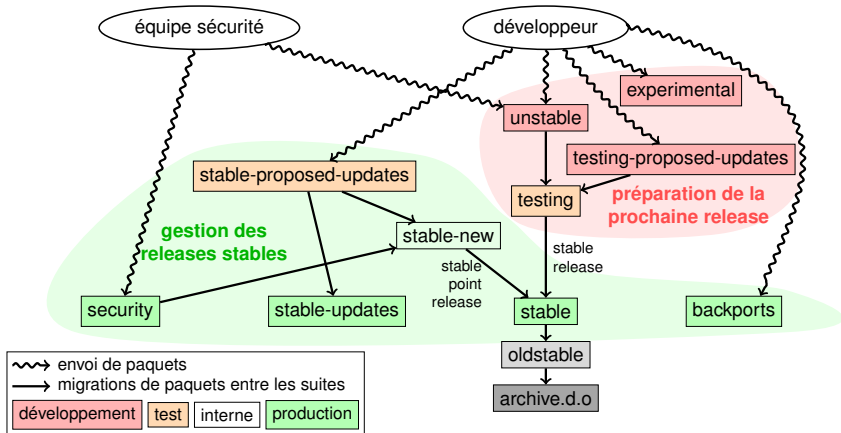 équipe sécurité
développeur
experimental
unstable
testing-proposed-updates
stable-proposed-updates
testing
préparation de la
prochaine release
gestion des
releases stables
stable-new
stable
release
stable
point
release
security
stable-updates
stable
backports
oldstable
archive.d.o
envoi de paquets
migrations de paquets entre les suites
développement test interne production